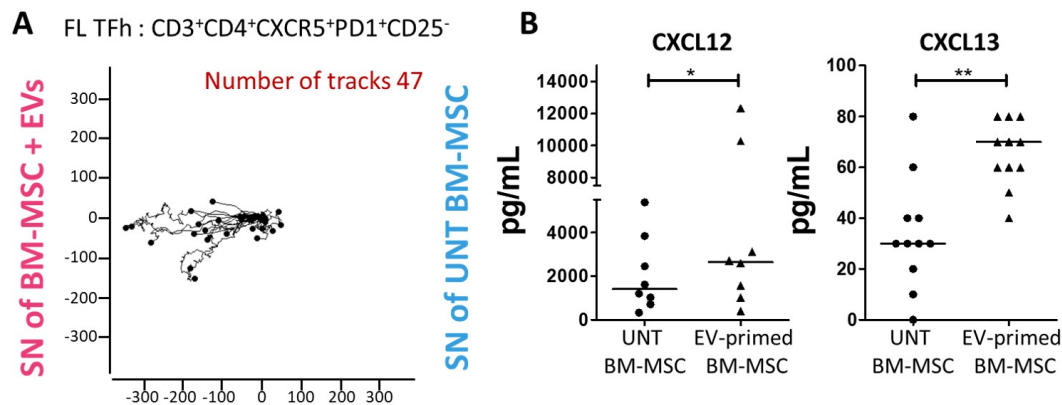 A
FL TFh : CD3⁺CD4⁺CXCR5⁺PD1⁺CD25⁻
SN of BM-MSC + EVs
Number of tracks 47
300
200
100
0
-100
-200
-300
-300 -200 -100 0 100 200 300
SN of UNT BM-MSC
B
CXCL12
pg/mL
*
14000
12000
10000
8000
4000
2000
0
UNT EV-primed
BM-MSC BM-MSC
CXCL13
pg/mL
**
100
80
60
40
20
0
UNT EV-primed
BM-MSC BM-MSC